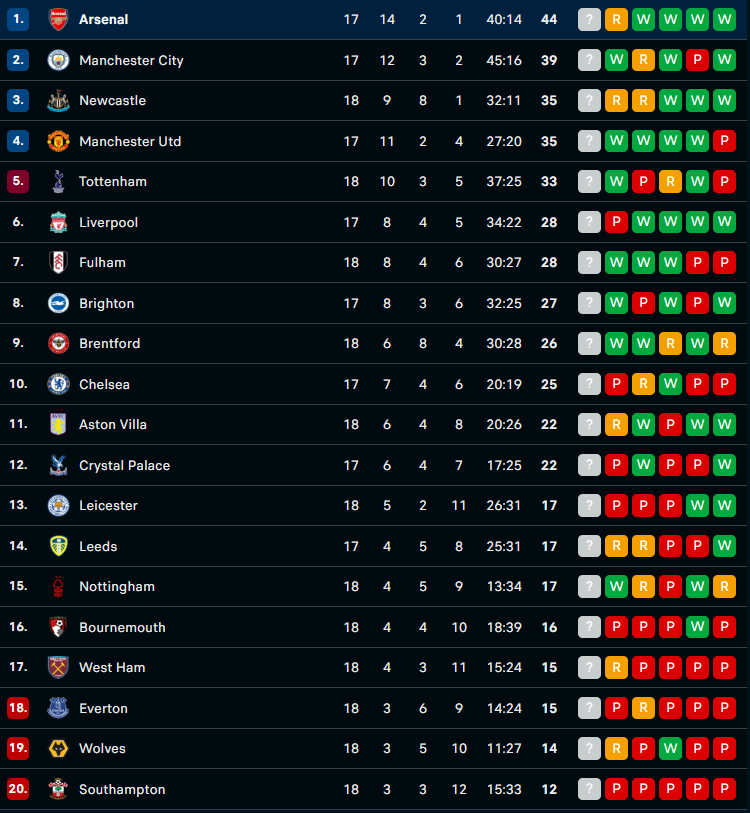 1. Arsenal 17 14 2 1 40:14 44 ? R W W W W
2. Manchester City 17 12 3 2 45:16 39 ? W R W P W
3. Newcastle 18 9 8 1 32:11 35 ? R R W W W
4. Manchester Utd 17 11 2 4 27:20 35 ? W W W W P
5. Tottenham 18 10 3 5 37:25 33 ? W P R W P
6. Liverpool 17 8 4 5 34:22 28 ? P W W W W
7. Fulham 18 8 4 6 30:27 28 ? W W W P P
8. Brighton 17 8 3 6 32:25 27 ? W P W P W
9. Brentford 18 6 8 4 30:28 26 ? W W R W R
10. Chelsea 17 7 4 6 20:19 25 ? P R W P P
11. Aston Villa 18 6 4 8 20:26 22 ? R W P W W
12. Crystal Palace 17 6 4 7 17:25 22 ? P W P P W
13. Leicester 18 5 2 11 26:31 17 ? P P P W W
14. Leeds 17 4 5 8 25:31 17 ? R R P P W
15. Nottingham 18 4 5 9 13:34 17 ? W R P W R
16. Bournemouth 18 4 4 10 18:39 16 ? P P P W P
17. West Ham 18 4 3 11 15:24 15 ? R P P P P
18. Everton 18 3 6 9 14:24 15 ? P R P P P
19. Wolves 18 3 5 10 11:27 14 ? R P W P P
20. Southampton 18 3 3 12 15:33 12 ? P P P P P